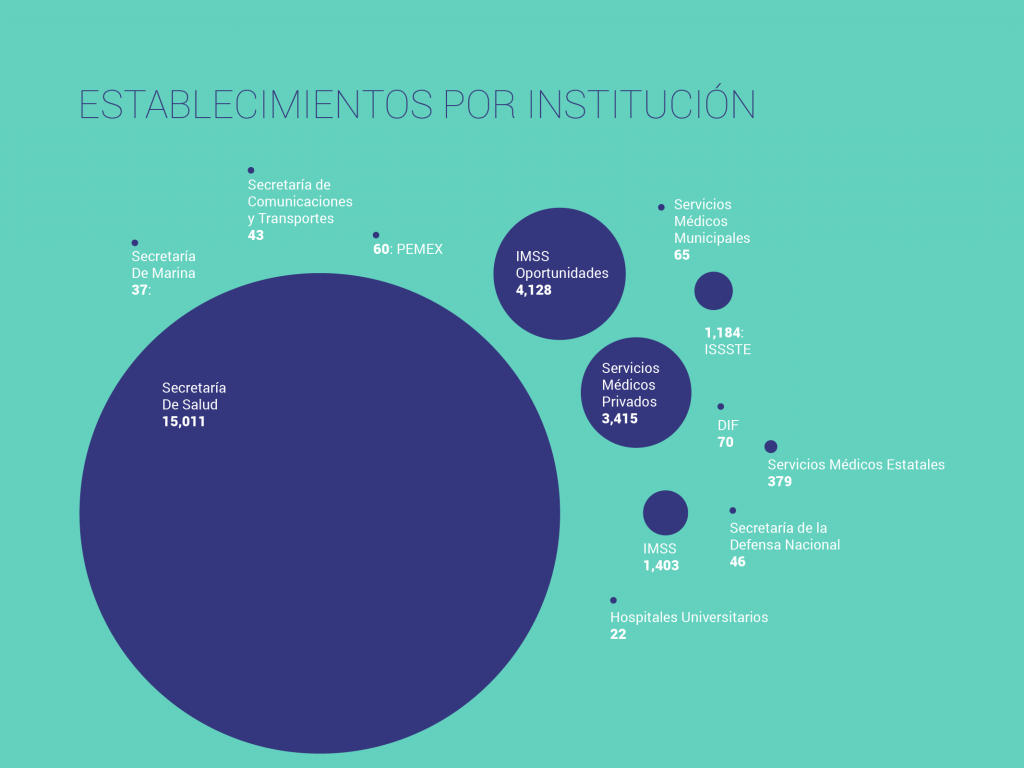 ESTABLECIMIENTOS POR INSTITUCIÓN
Secretaría de
Comunicaciones
y Transportes
43
Secretaría
De Marina
37:
60: PEMEX
IMSS
Oportunidades
4,128
Servicios
Médicos
Municipales
65
1,184:
ISSSTE
Servicios
Médicos
Privados
3,415
Secretaría
De Salud
15,011
DIF
70
Servicios Médicos Estatales
379
Secretaría de la
Defensa Nacional
46
IMSS
1,403
Hospitales Universitarios
22